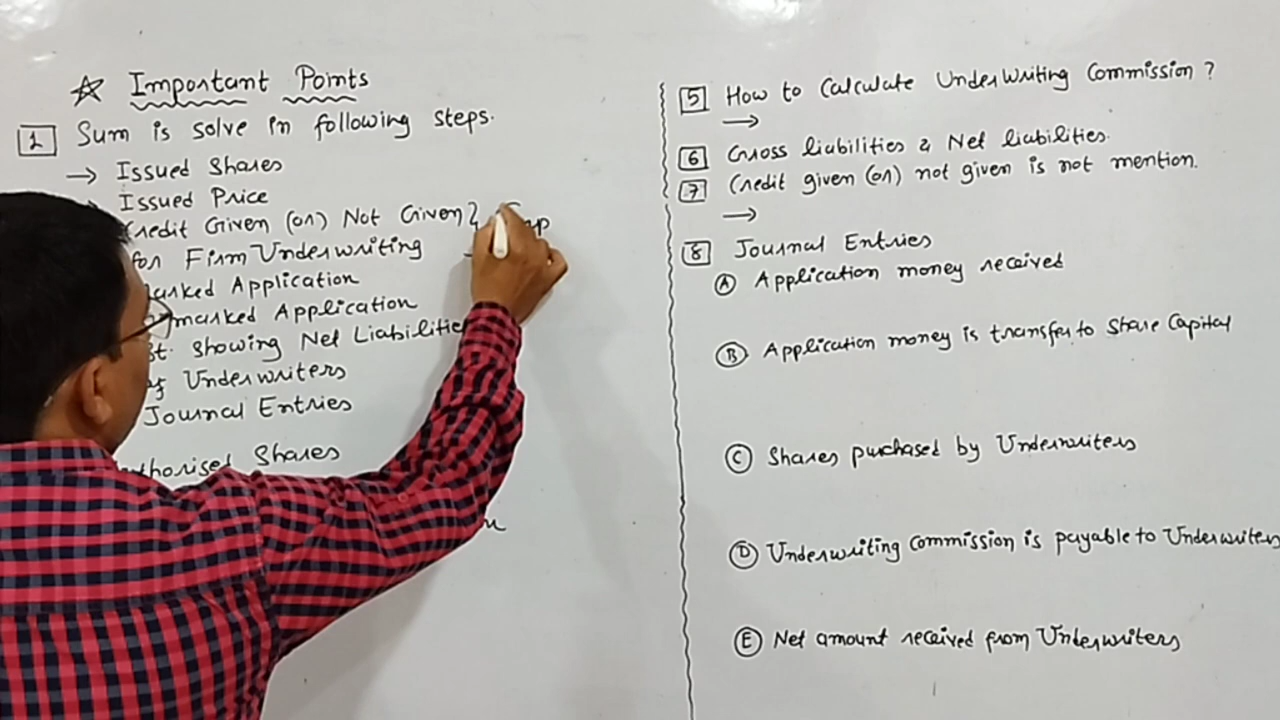 ☆ Important Points
1 Sum is solve in following steps.
→ Issued Shares
Issued Price
Credit Given (or) Not Given
for Firm Underwriting
Application
Application
St. Showing Net Liabilities
of Underwriters
Journal Entries
Shares
5 How to Calculate Underwriting Commission?
→
6 Gross liabilities & Net liabilities.
7 Credit given (or) not given is not mention.
→
8 Journal Entries
A Application money received
B Application money is transfer to Share Capital
C Shares purchased by Underwriters
D Underwriting Commission is payable to Underwriters
E Net amount received from Underwriters